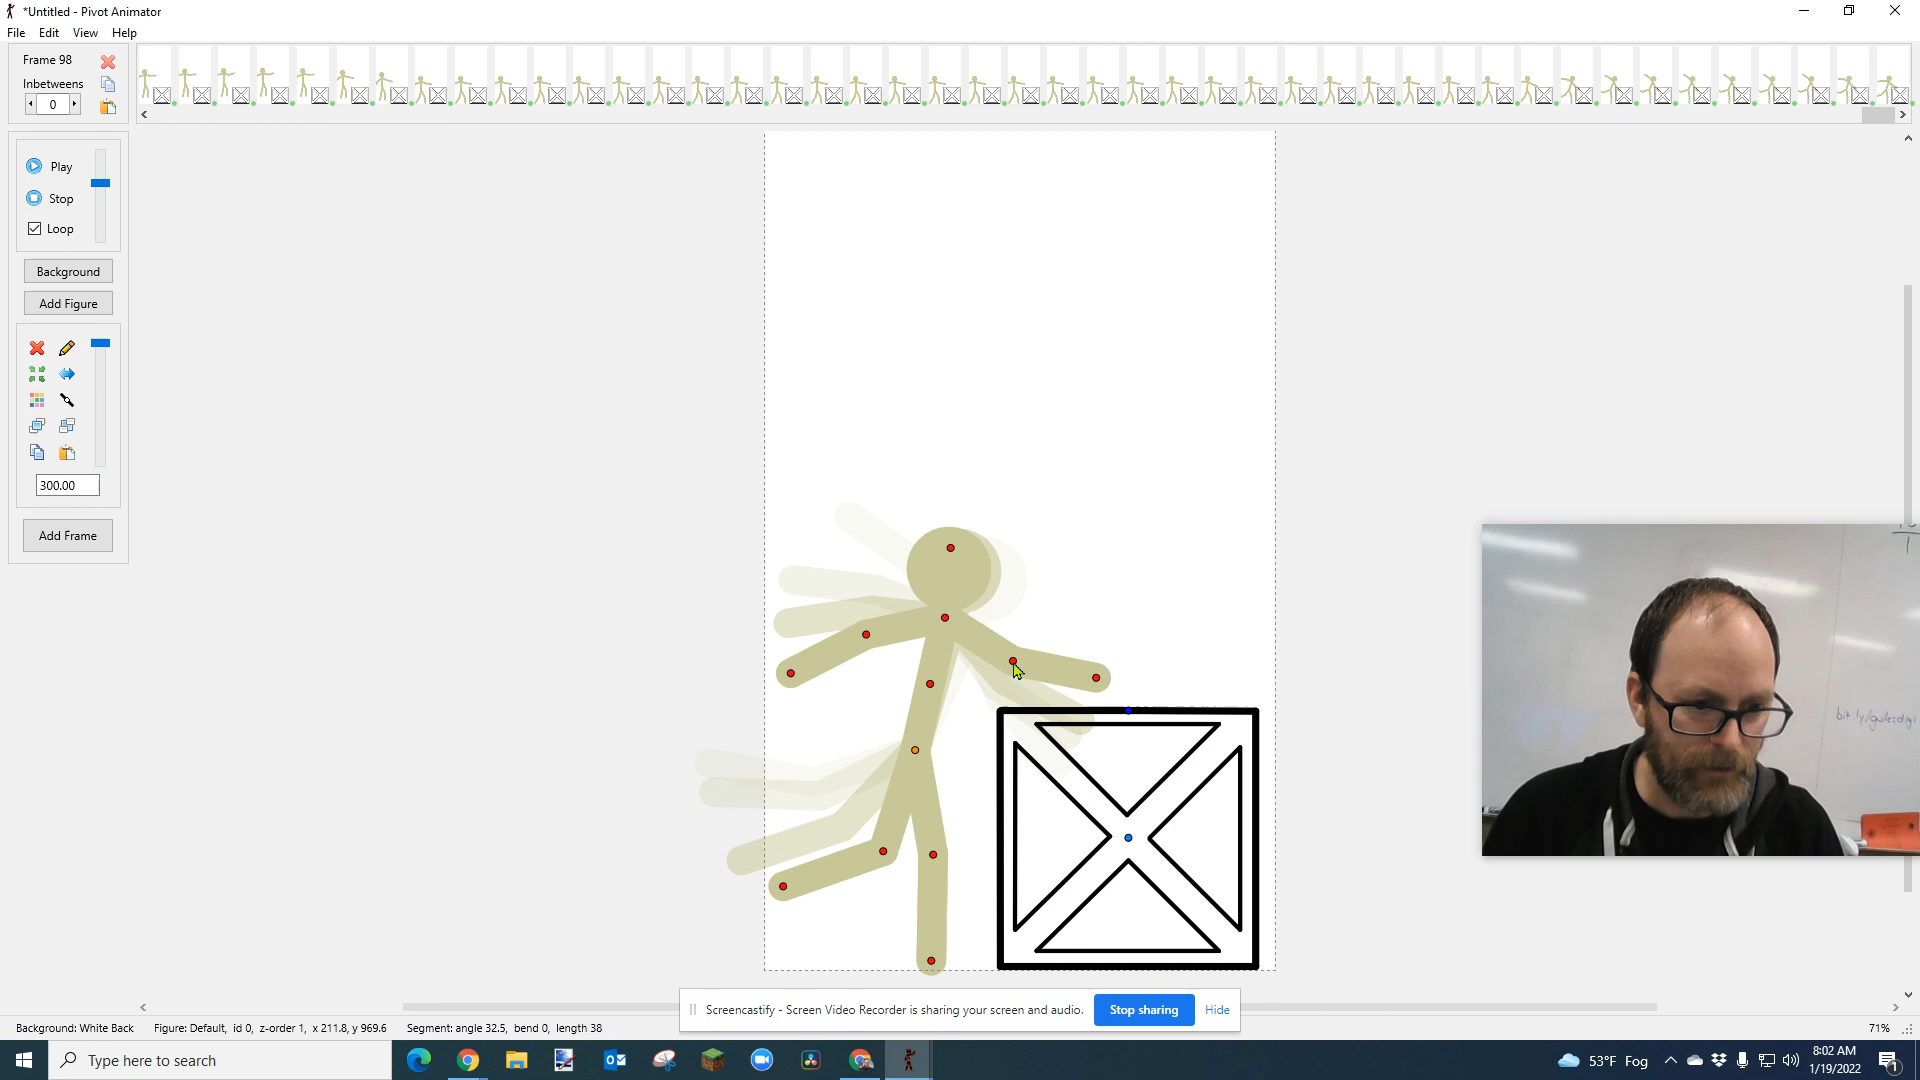 *Untitled - Pivot Animator
File Edit View Help
Frame 98
Inbetweens
0
Play
Stop
Loop
Background
Add Figure
300.00
Add Frame
Screencastify - Screen Video Recorder is sharing your screen and audio.
Stop sharing
Hide
Background: White Back
Figure: Default, id 0, z-order 1, x 211.8, y 969.6
Segment: angle 32.5, bend 0, length 38
71%
Type here to search
53°F Fog
8:02 AM
1/19/2022
1